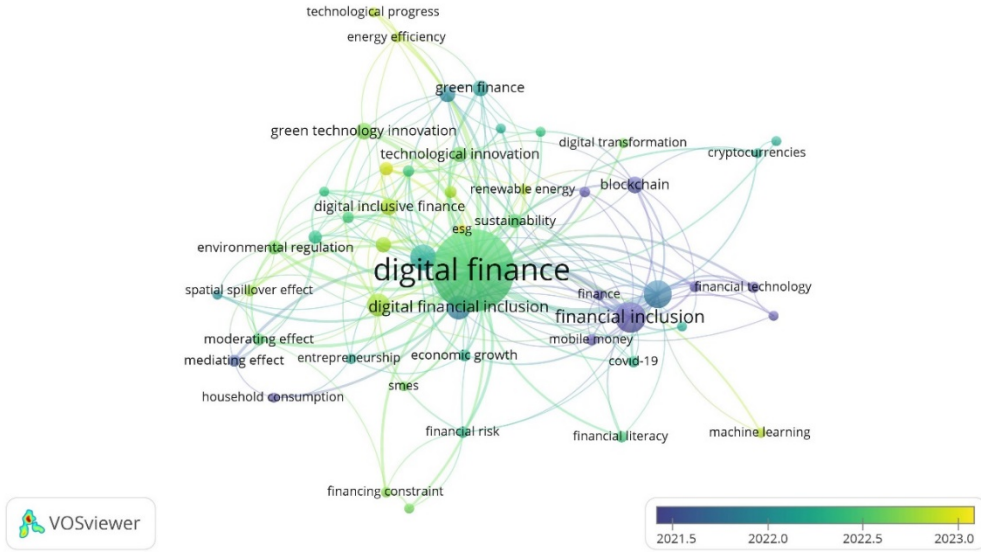 technological progress
energy efficiency
green finance
green technology innovation
digital transformation
technological innovation
cryptocurrencies
renewable energy
blockchain
digital inclusive finance
sustainability
esg
environmental regulation
digital finance
spatial spillover effect
finance
financial technology
digital financial inclusion
financial inclusion
moderating effect
mobile money
mediating effect
entrepreneurship
economic growth
covid-19
smes
household consumption
financial risk
financial literacy
machine learning
financing constraint
VOSviewer
2021.5 2022.0 2022.5 2023.0